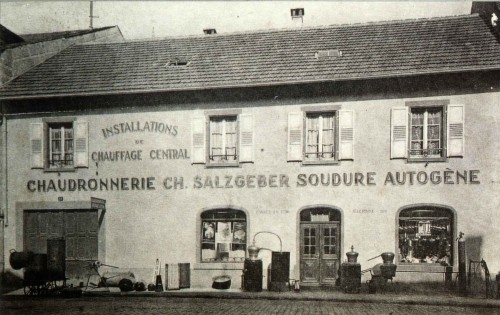 INSTALLATIONS
DE
CHAUFFAGE CENTRAL
CHAUDRONNERIE CH. SALZGEBER SOUDURE AUTOGÈNE